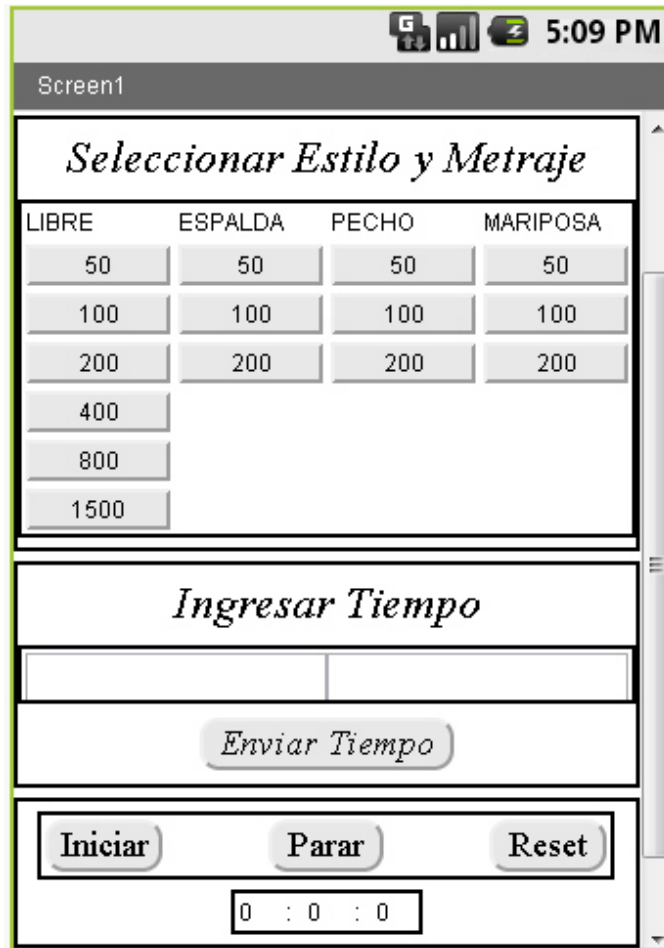 G 5:09 PM
Screen1
Seleccionar Estilo y Metraje
LIBRE ESPALDA PECHO MARIPOSA
50 50 50 50
100 100 100 100
200 200 200 200
400
800
1500
Ingresar Tiempo
Enviar Tiempo
Iniciar Parar Reset
0 : 0 : 0